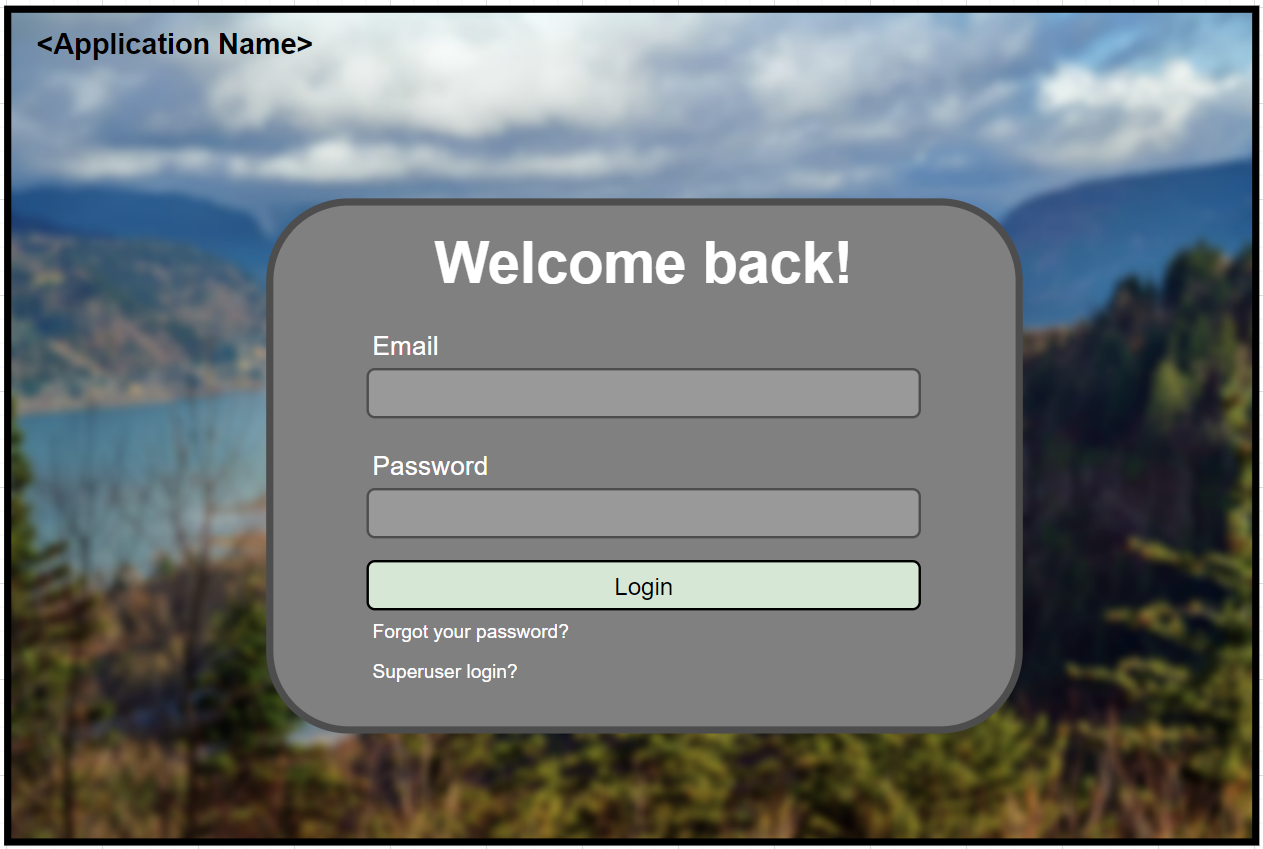 <Application Name>
Welcome back!
Email
Password
Login
Forgot your password?
Superuser login?